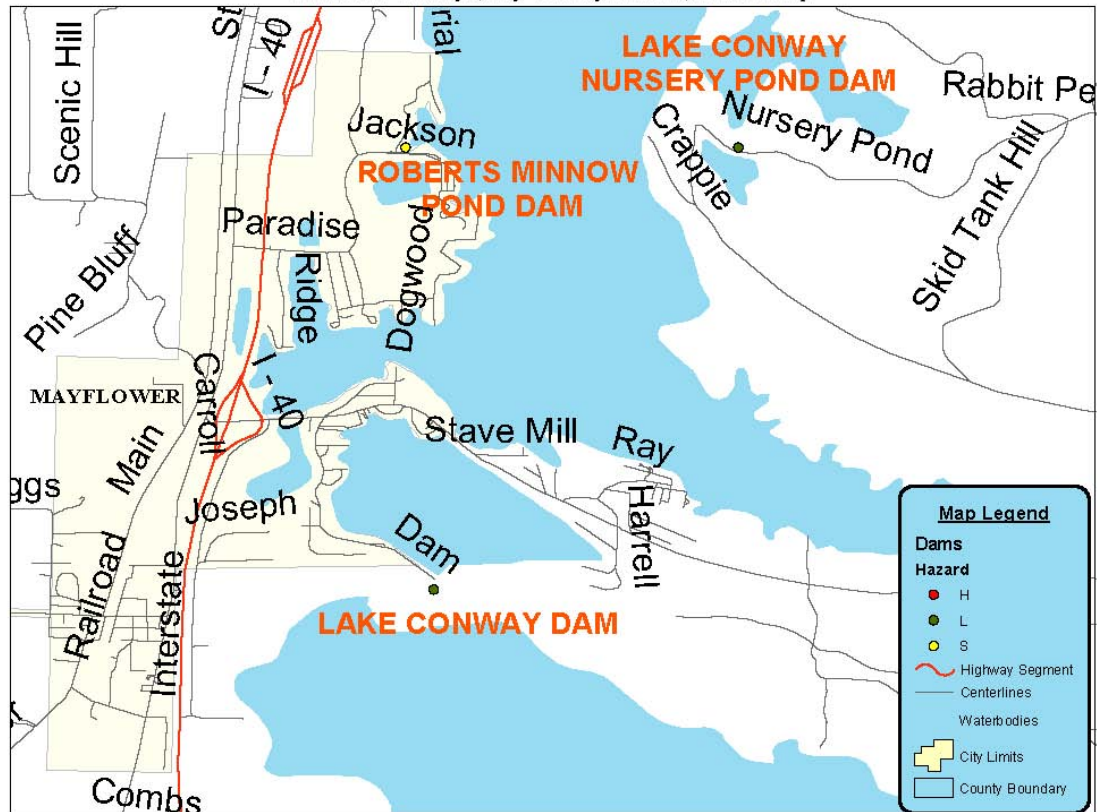 Scenic Hill
I - 40
LAKE CONWAY
NURSERY POND DAM
Rabbit Pe
Jackson
Nursery Pond
Crappie
ROBERTS MINNOW
POND DAM
Skid Tank Hill
Paradise
Dogwood
Ridge
Pine Bluff
I - 40
Carroll
MAYFLOWER
Main
Stave Mill
Ray
Harrell
ggs
Joseph
Dam
Railroad
Interstate
LAKE CONWAY DAM
Combs
Map Legend
Dams
Hazard
H
L
S
Highway Segment
Centerlines
Waterbodies
City Limits
County Boundary